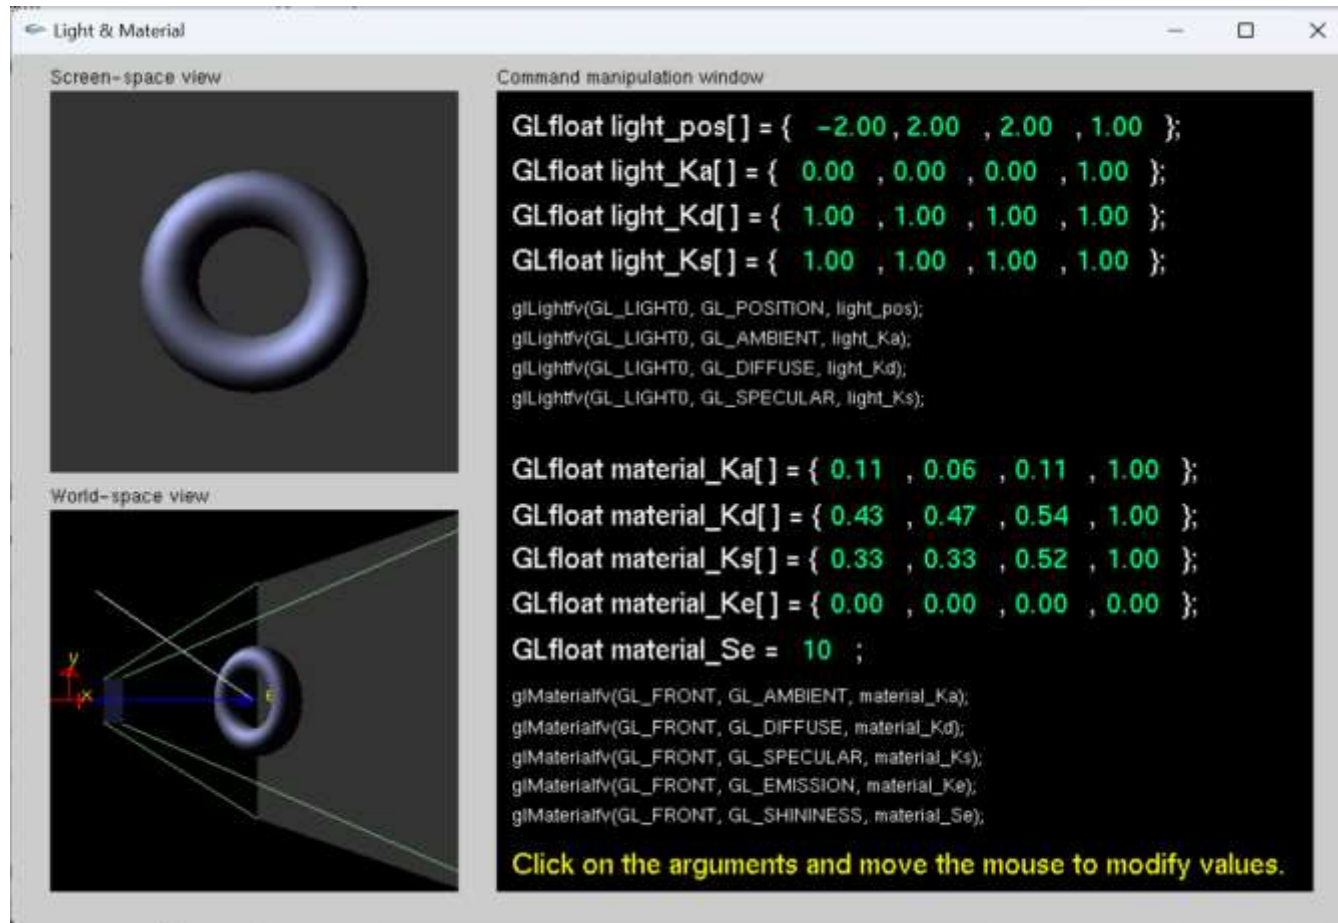 Light & Material
Screen-space view
World-space view
y
x
Command manipulation window
GLfloat light_pos[ ] = { -2.00 , 2.00 , 2.00 , 1.00 };
GLfloat light_Ka[ ] = { 0.00 , 0.00 , 0.00 , 1.00 };
GLfloat light_Kd[ ] = { 1.00 , 1.00 , 1.00 , 1.00 };
GLfloat light_Ks[ ] = { 1.00 , 1.00 , 1.00 , 1.00 };
glLightfv(GL_LIGHT0, GL_POSITION, light_pos);
glLightfv(GL_LIGHT0, GL_AMBIENT, light_Ka);
glLightfv(GL_LIGHT0, GL_DIFFUSE, light_Kd);
glLightfv(GL_LIGHT0, GL_SPECULAR, light_Ks);
GLfloat material_Ka[ ] = { 0.11 , 0.06 , 0.11 , 1.00 };
GLfloat material_Kd[ ] = { 0.43 , 0.47 , 0.54 , 1.00 };
GLfloat material_Ks[ ] = { 0.33 , 0.33 , 0.52 , 1.00 };
GLfloat material_Ke[ ] = { 0.00 , 0.00 , 0.00 , 0.00 };
GLfloat material_Se = 10 ;
glMaterialfv(GL_FRONT, GL_AMBIENT, material_Ka);
glMaterialfv(GL_FRONT, GL_DIFFUSE, material_Kd);
glMaterialfv(GL_FRONT, GL_SPECULAR, material_Ks);
glMaterialfv(GL_FRONT, GL_EMISSION, material_Ke);
glMaterialfv(GL_FRONT, GL_SHININESS, material_Se);
Click on the arguments and move the mouse to modify values.